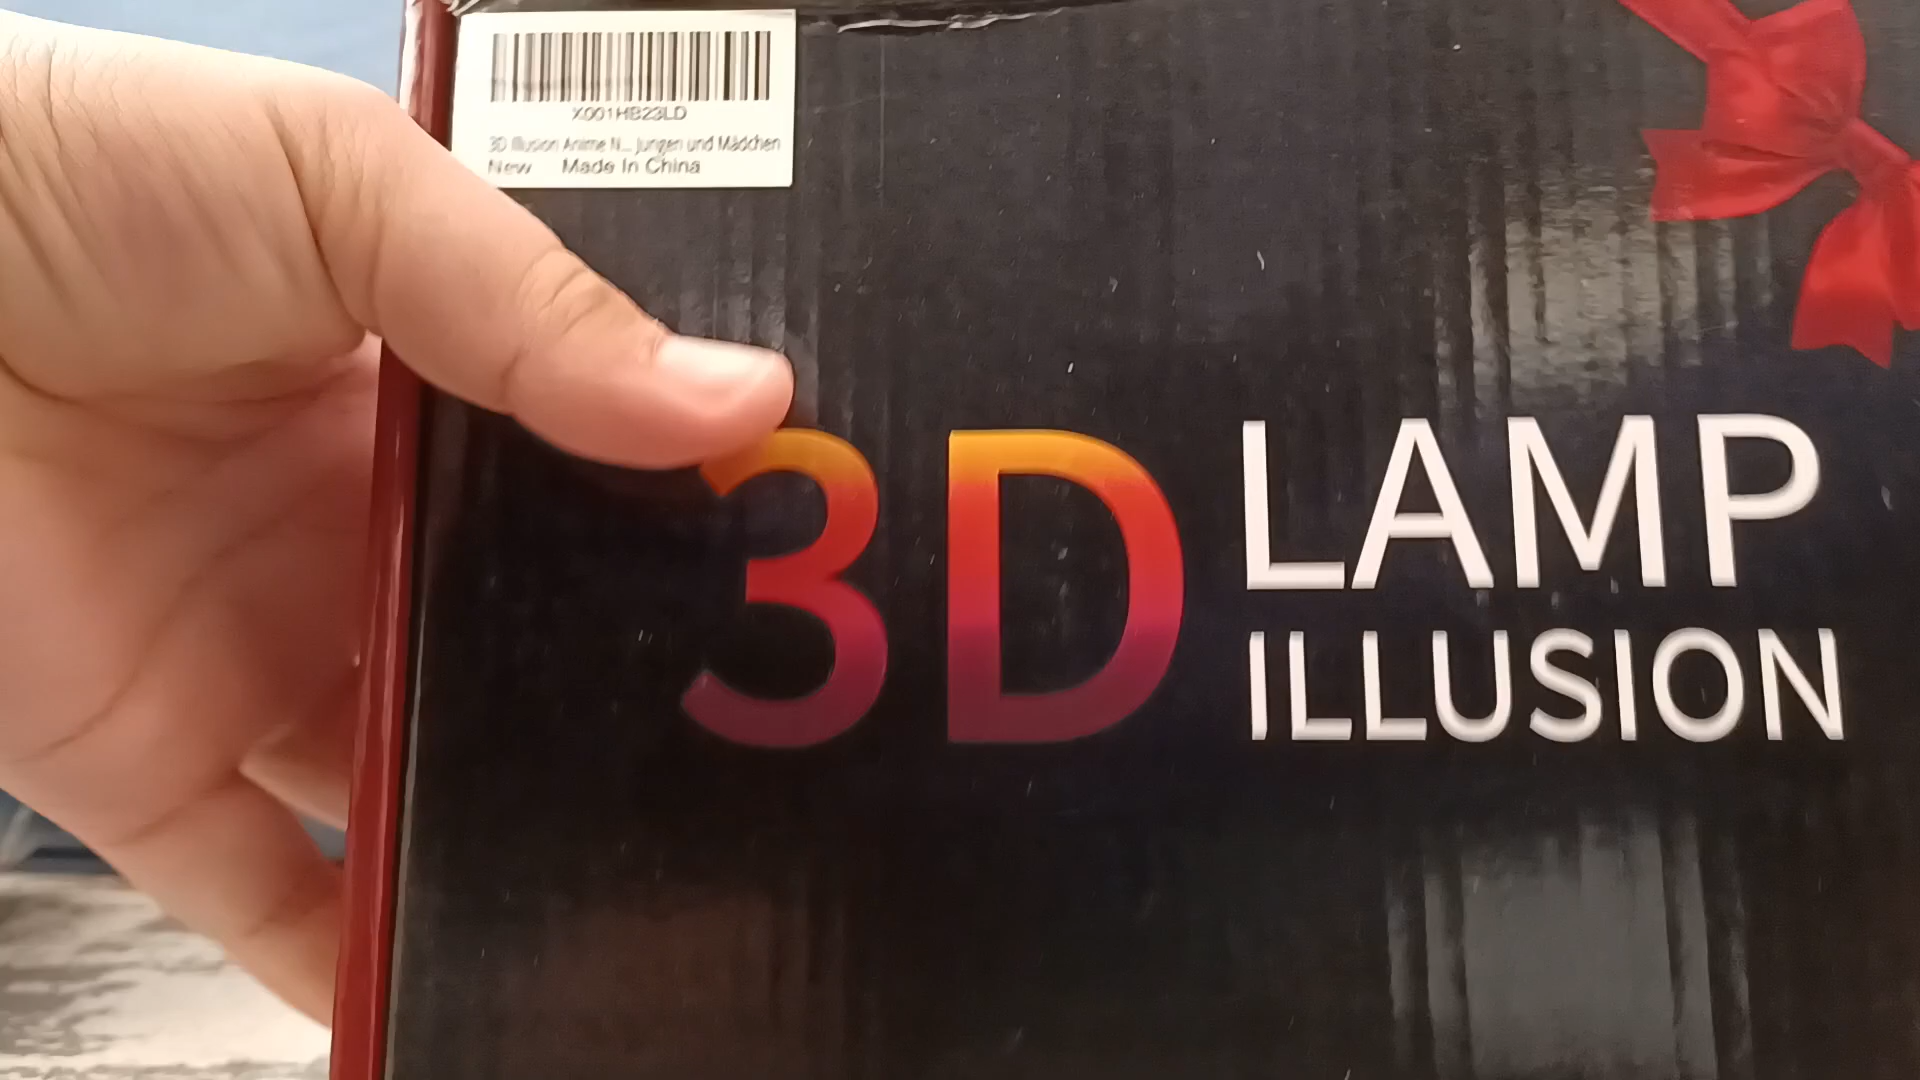 X001HB23LD
3D Illusion Anime N... Jungen und Mädchen
New Made In China
3D LAMP
ILLUSION